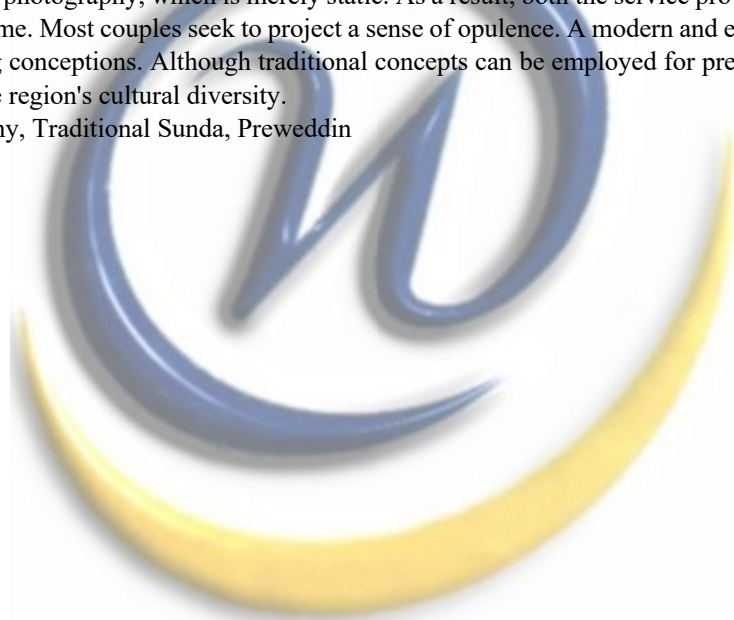 photography, which is merely static. As a result, both the service pro
me. Most couples seek to project a sense of opulence. A modern and e
conceptions. Although traditional concepts can be employed for pre
region's cultural diversity.
Traditional Sunda, Preweddin